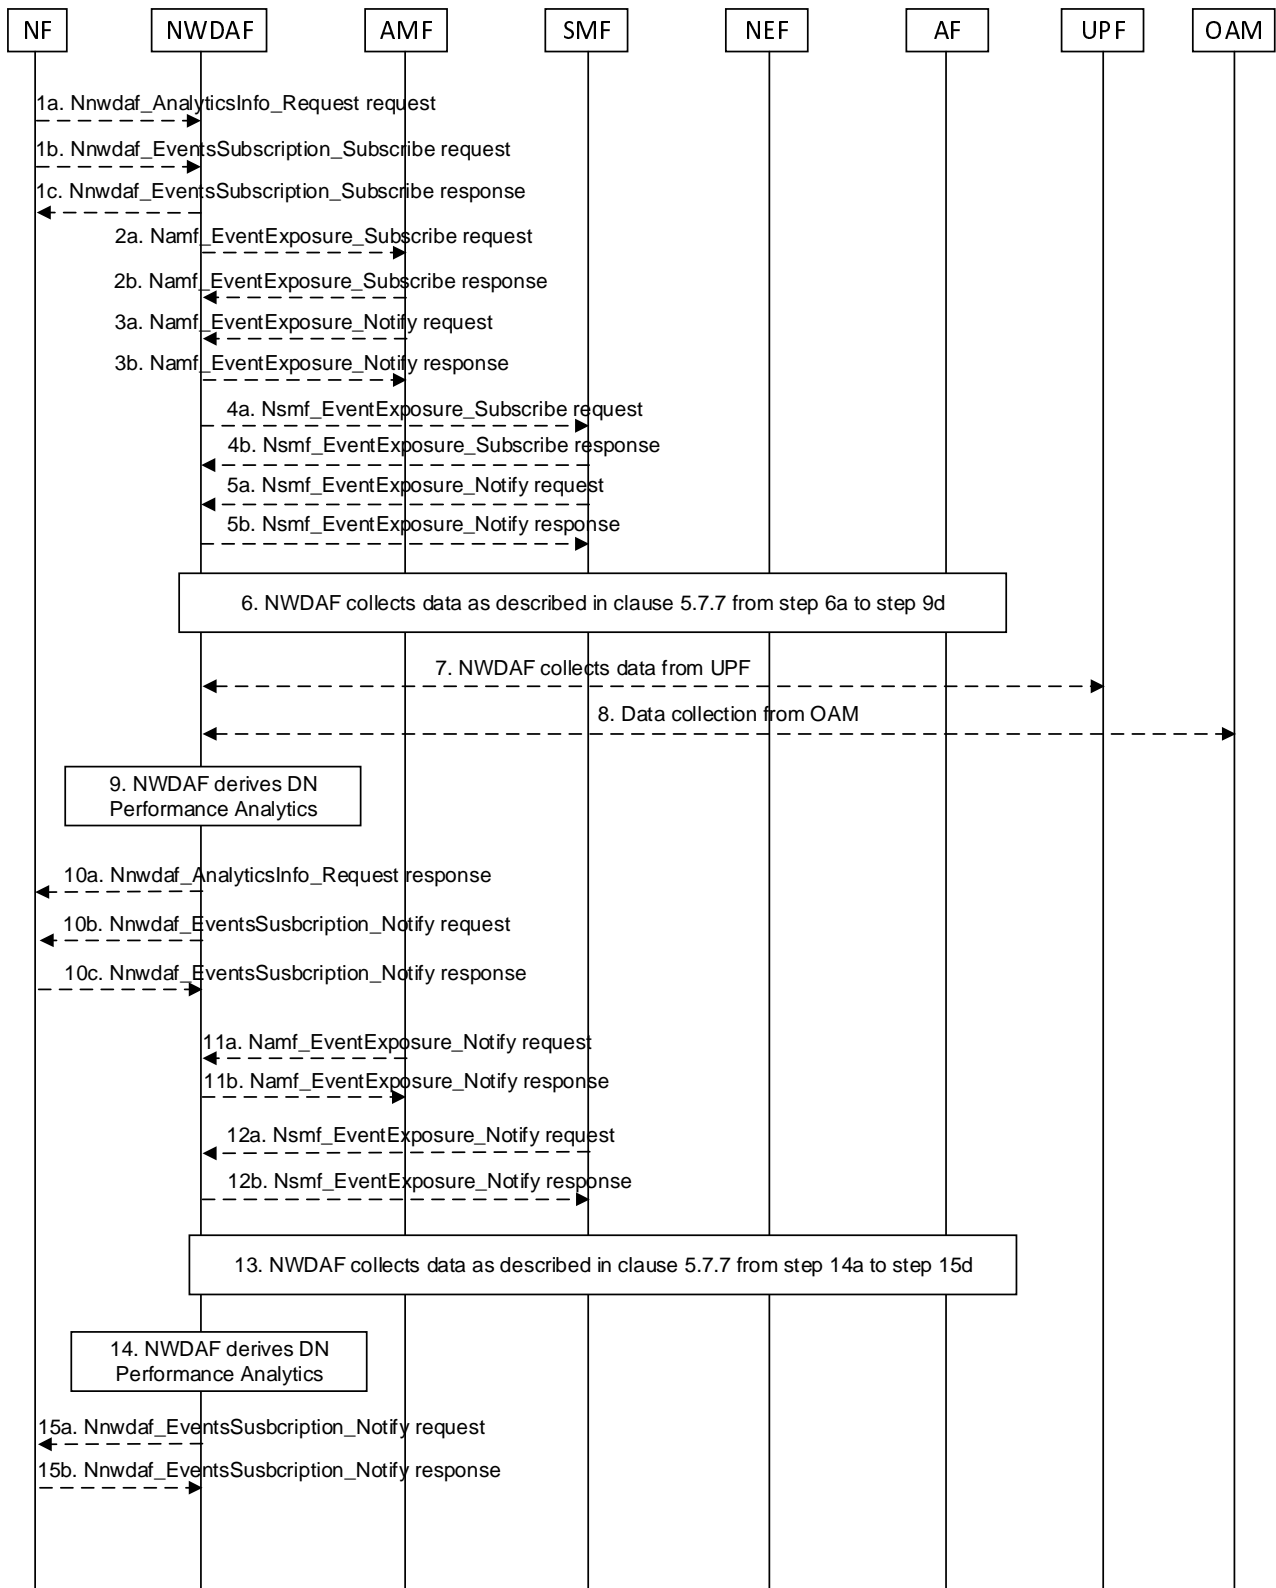 NF NWDAF AMF SMF NEF AF UPF OAM
1a. Nnwdaf_AnalyticsInfo_Request request
1b. Nnwdaf_EventsSubscription_Subscribe request
1c. Nnwdaf_EventsSubscription_Subscribe response
2a. Namf_EventExposure_Subscribe request
2b. Namf_EventExposure_Subscribe response
3a. Namf_EventExposure_Notify request
3b. Namf_EventExposure_Notify response
4a. Nsmf_EventExposure_Subscribe request
4b. Nsmf_EventExposure_Subscribe response
5a. Nsmf_EventExposure_Notify request
5b. Nsmf_EventExposure_Notify response
6. NWDAF collects data as described in clause 5.7.7 from step 6a to step 9d
7. NWDAF collects data from UPF
8. Data collection from OAM
9. NWDAF derives DN
Performance Analytics
10a. Nnwdaf_AnalyticsInfo_Request response
10b. Nnwdaf_EventsSusbcription_Notify request
10c. Nnwdaf_EventsSusbcription_Notify response
11a. Namf_EventExposure_Notify request
11b. Namf_EventExposure_Notify response
12a. Nsmf_EventExposure_Notify request
12b. Nsmf_EventExposure_Notify response
13. NWDAF collects data as described in clause 5.7.7 from step 14a to step 15d
14. NWDAF derives DN
Performance Analytics
15a. Nnwdaf_EventsSusbcription_Notify request
15b. Nnwdaf_EventsSusbcription_Notify response